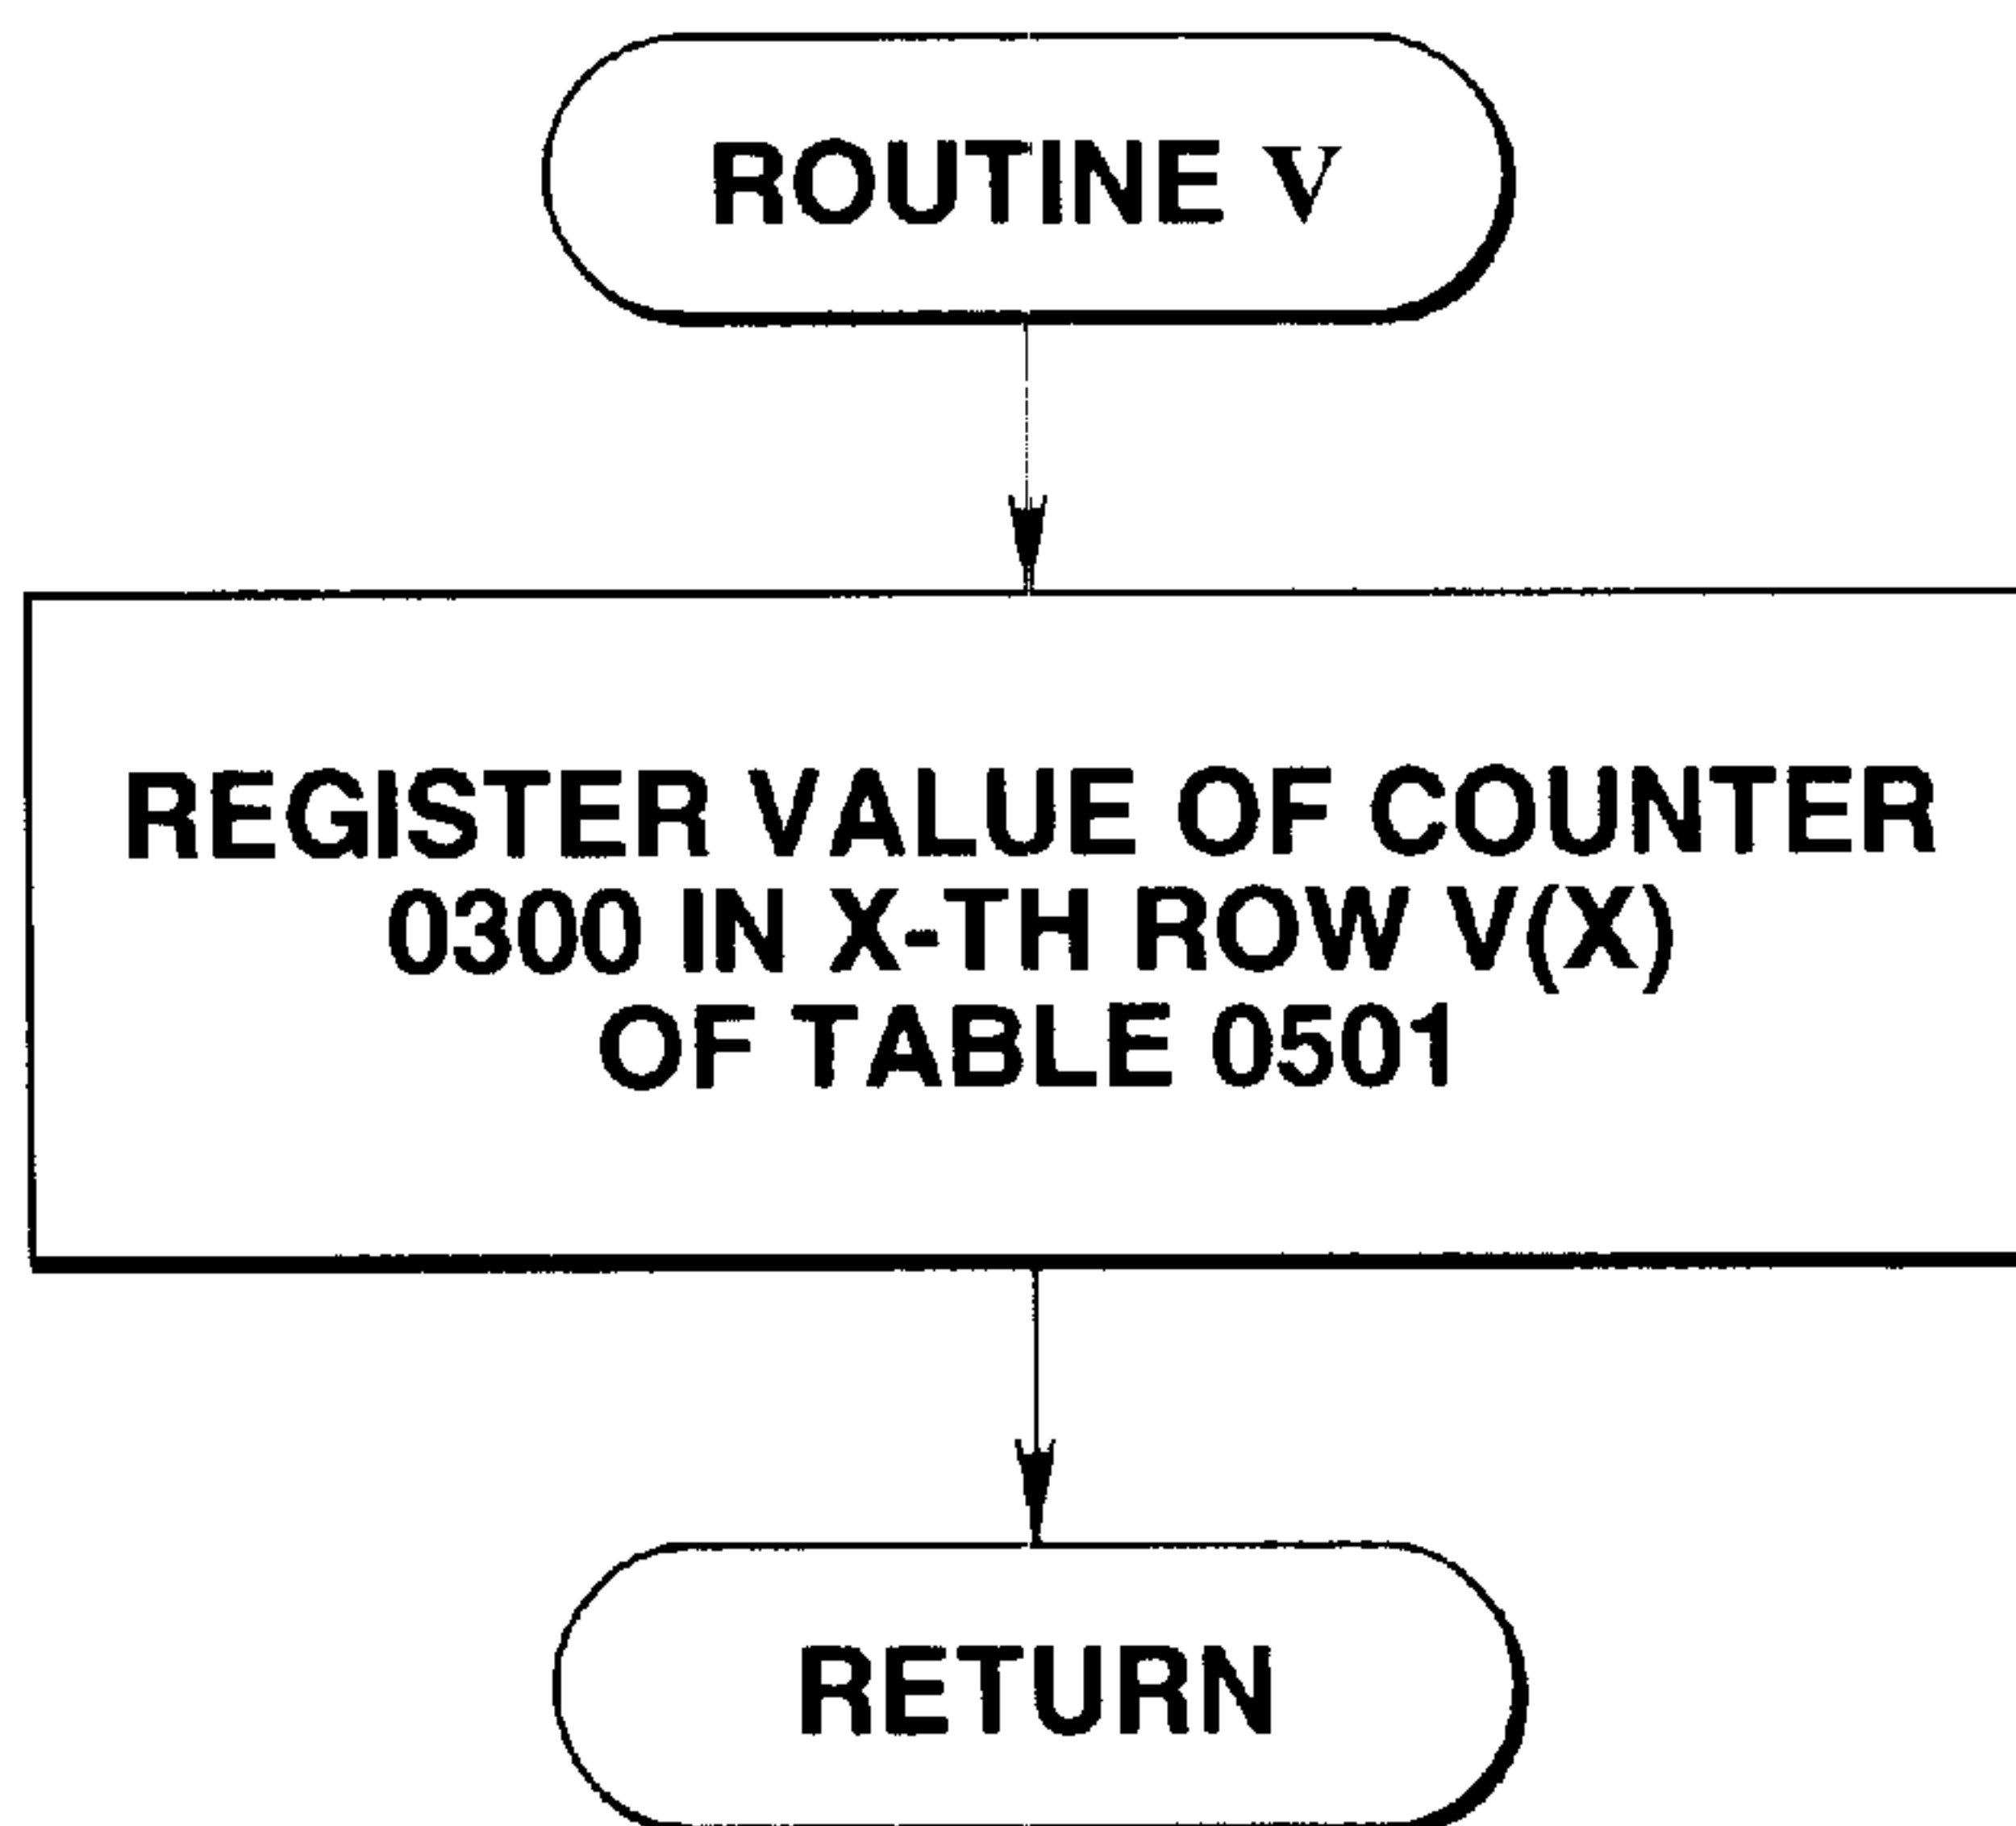 ROUTINE V
REGISTER VALUE OF COUNTER
0300 IN X-TH ROW V(X)
OF TABLE 0501
RETURN